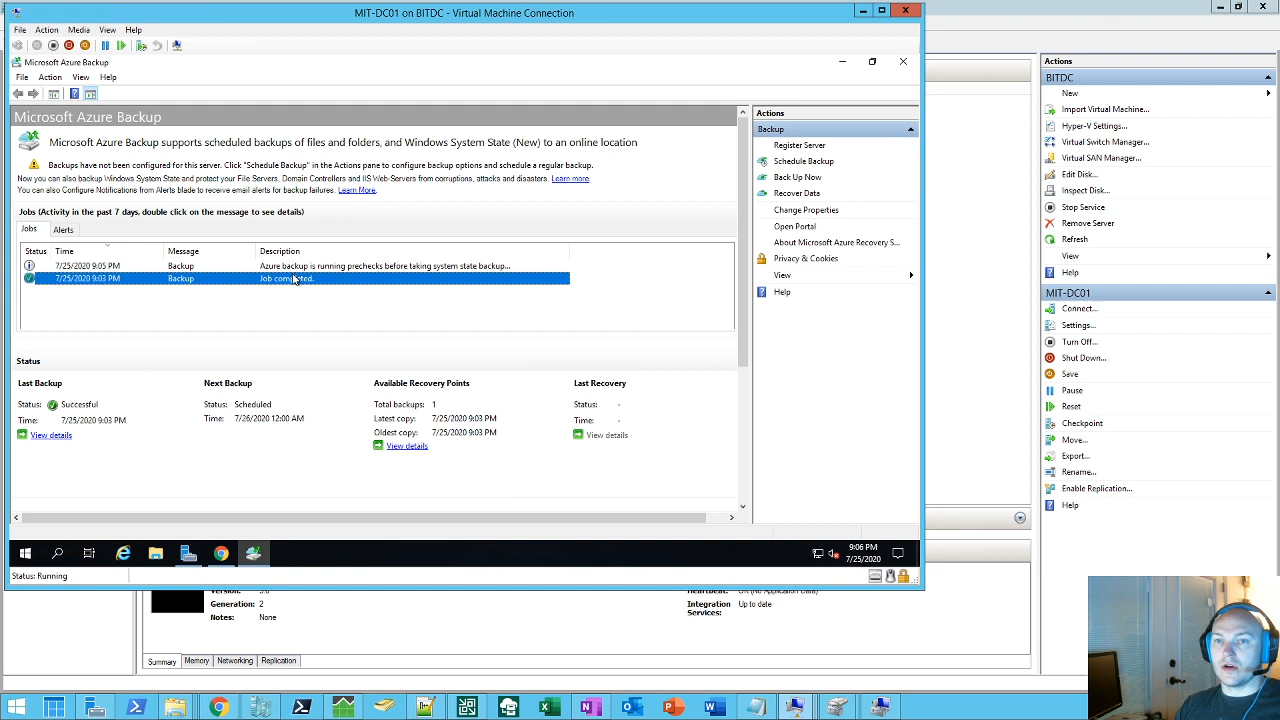 MIT-DC01 on BITDC - Virtual Machine Connection
File Action Media View Help
Microsoft Azure Backup
File Action View Help
Microsoft Azure Backup
Microsoft Azure Backup supports scheduled backups of files and folders, and Windows System State (New) to an online location
Backups have not been configured for this server. Click "Schedule Backup" in the Action pane to configure backup options and schedule a regular backup.
Now you can also backup Windows System State and protect your File Servers, Domain Controllers and IIS Web-Servers from corruptions, attacks and disasters. Learn more.
You can also Configure Notifications from Alerts blade to receive email alerts for backup failures. Learn More.
Jobs (Activity in the past 7 days, double click on the message to see details)
Jobs Alerts
Status Time Message Description
7/25/2020 9:05 PM Backup Azure backup is running prechecks before taking system state backup...
7/25/2020 9:03 PM Backup Job completed.
Status
Last Backup
Status: Successful
Time: 7/25/2020 9:03 PM
View details
Next Backup
Status: Scheduled
Time: 7/26/2020 12:00 AM
Available Recovery Points
Total backups: 1
Latest copy: 7/25/2020 9:03 PM
Oldest copy: 7/25/2020 9:03 PM
View details
Last Recovery
Status: -
Time: -
View details
Actions
Backup
Register Server
Schedule Backup
Back Up Now
Recover Data
Change Properties
Open Portal
About Microsoft Azure Recovery S...
Privacy & Cookies
View
Help
9:06 PM
7/25/2020
Status: Running
Generation: 2
Notes: None
Integration Services: Up to date
Summary Memory Networking Replication
Actions
BITDC
New
Import Virtual Machine...
Hyper-V Settings...
Virtual Switch Manager...
Virtual SAN Manager...
Edit Disk...
Inspect Disk...
Stop Service
Remove Server
Refresh
View
Help
MIT-DC01
Connect...
Settings...
Turn Off...
Shut Down...
Save
Pause
Reset
Checkpoint
Move...
Export...
Rename...
Enable Replication...
Help